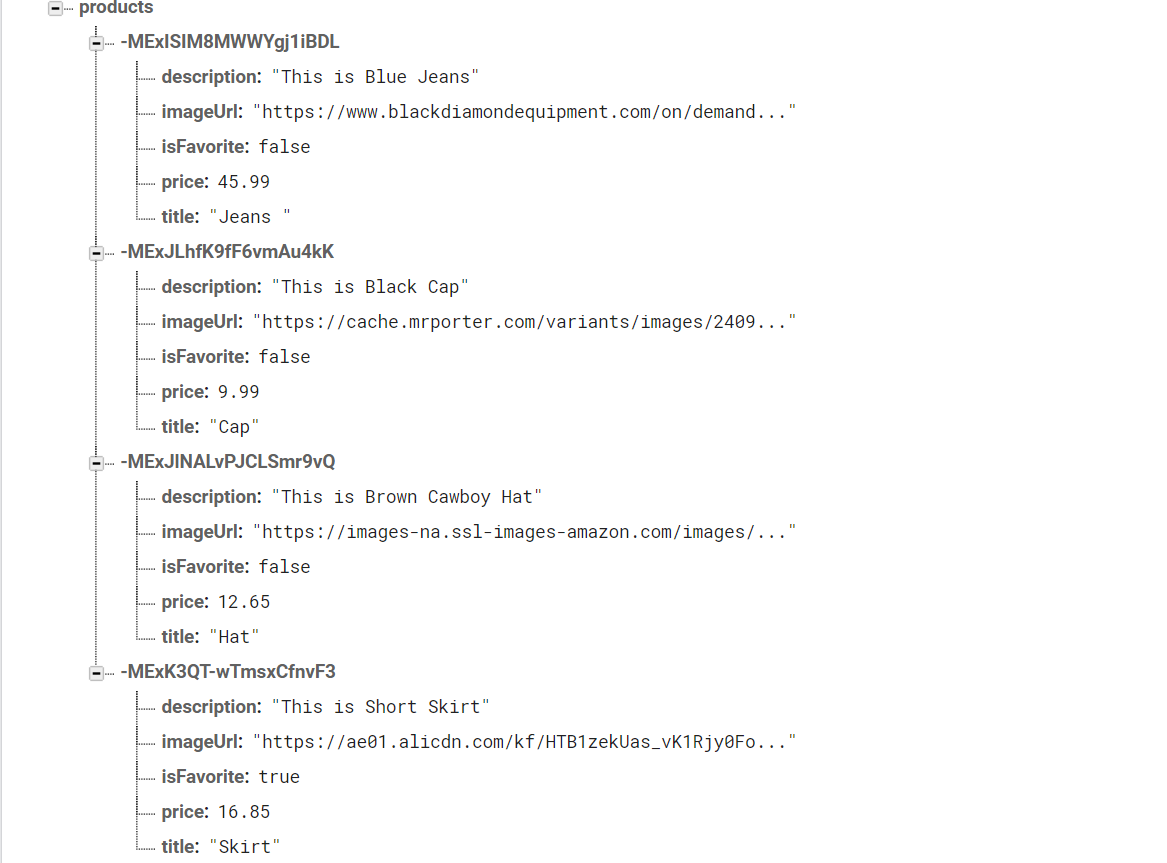 products
-MExISIM8MWWYgj1iBDL
description: "This is Blue Jeans"
imageUrl: "https://www.blackdiamondequipment.com/on/demand..."
isFavorite: false
price: 45.99
title: "Jeans "
-MExJLhfK9fF6vmAu4kK
description: "This is Black Cap"
imageUrl: "https://cache.mrporter.com/variants/images/2409..."
isFavorite: false
price: 9.99
title: "Cap"
-MExJlNALvPJCLSmr9vQ
description: "This is Brown Cawboy Hat"
imageUrl: "https://images-na.ssl-images-amazon.com/images/..."
isFavorite: false
price: 12.65
title: "Hat"
-MExK3QT-wTmsxCfnvF3
description: "This is Short Skirt"
imageUrl: "https://ae01.alicdn.com/kf/HTB1zekUas_vK1Rjy0Fo..."
isFavorite: true
price: 16.85
title: "Skirt"